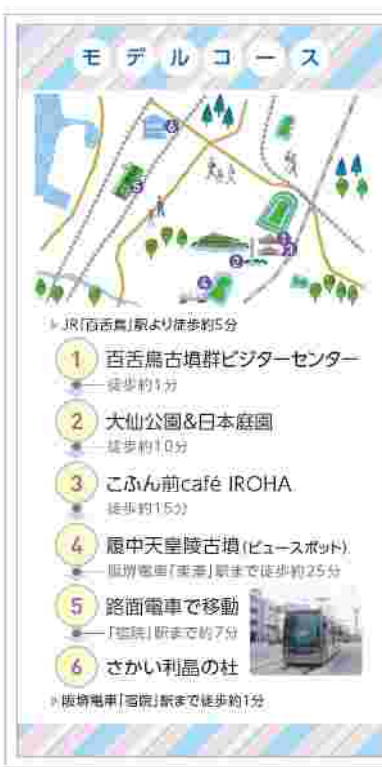 モデルコース
JR「百舌鳥」駅より徒歩約5分
1 百舌鳥古墳群ビジターセンター
徒歩約1分
2 大仙公園&日本庭園
徒歩約10分
3 こふん前café IROHA
徒歩約15分
4 履中天皇陵古墳(ビュースポット)
阪堺電車「東湊」駅まで徒歩約25分
5 路面電車で移動
「宿院」駅まで約7分
6 さかい利晶の杜
阪堺電車「宿院」駅まで徒歩約1分